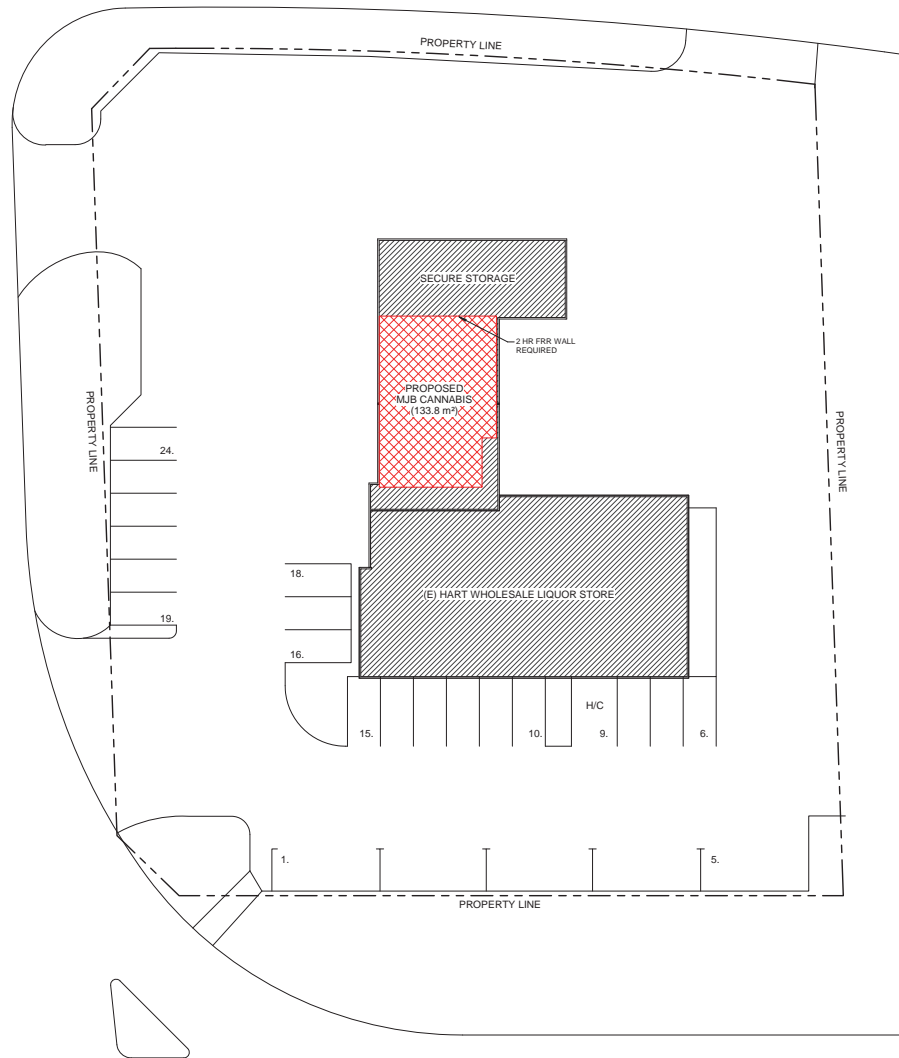 PROPERTY LINE
SECURE STORAGE
2 HR FRR WALL
REQUIRED
PROPOSED
MJB CANNABIS
(133.8 m²)
PROPERTY LINE
PROPERTY LINE
24.
19.
18.
16.
(E) HART WHOLESALE LIQUOR STORE
H/C
15.
10.
9.
6.
1.
5.
PROPERTY LINE